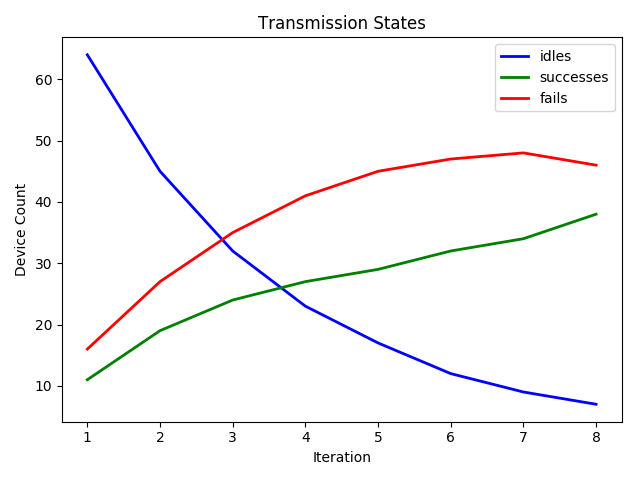 Transmission States
idles
successes
fails
60
50
40
30
20
10
Device Count
1 2 3 4 5 6 7 8
Iteration